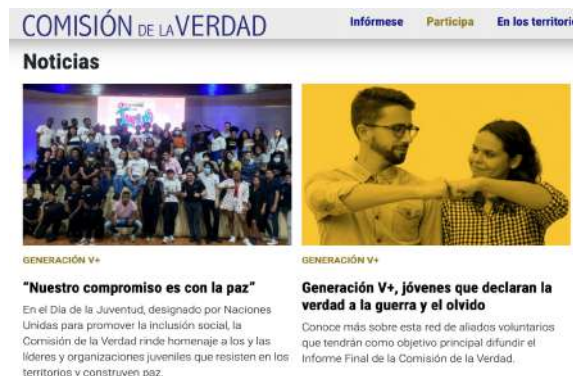 COMISIÓN DE LA VERDAD
Infórmese Participa En los territorio
Noticias
GENERACIÓN V+
"Nuestro compromiso es con la paz"
En el Día de la Juventud, designado por Naciones
Unidas para promover la inclusión social, la
Comisión de la Verdad rinde homenaje a los y las
líderes y organizaciones juveniles que resisten en los
territorios y construyen paz.
GENERACIÓN V+
Generación V+, jóvenes que declaran la
verdad a la guerra y el olvido
Conoce más sobre esta red de aliados voluntarios
que tendrán como objetivo principal difundir el
Informe Final de la Comisión de la Verdad.